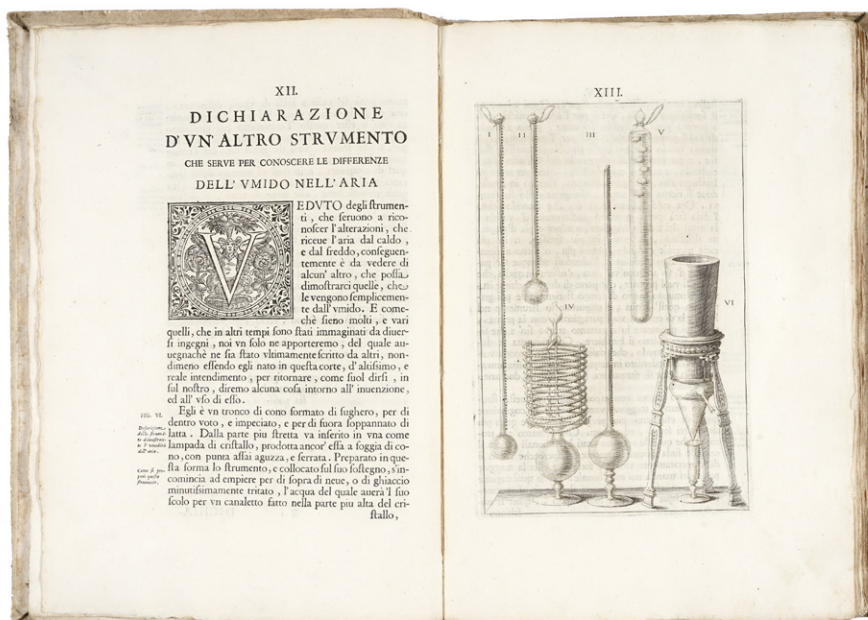 XII.
DICHIARAZIONE
D' VN' ALTRO STRVMENTO
CHE SERVE PER CONOSCERE LE DIFFERENZE
DELL' VMIDO NELL' ARIA
VEDVTO degli ſtrumen-
ti , che ſeruono a rico-
noſcer l'alterazioni , che
riceue l'aria dal caldo ,
e dal freddo, conſeguen-
temente è da vedere di
alcun' altro , che poſſa
dimoſtrarci quelle , che
le vengono ſemplicemen-
te dall' vmido. E come-
chè ſieno molti , e vari
quelli, che in altri tempi ſono ſtati immaginati da diuer-
ſi ingegni , noi vn ſolo ne apporteremo , del quale au-
uegnachè ne ſia ſtato vltimamente ſcritto da altri, non-
dimeno eſſendo egli nato in queſta corte, d' altiſſimo, e
reale intendimento , per ritornare , come ſuol dirſi , in
ſul noſtro , diremo alcuna coſa intorno all' inuenzione,
ed all' vſo di eſſo.
Egli è vn tronco di cono formato di ſughero, per di
dentro voto, e impeciato, e per di fuora ſoppannato di
latta . Dalla parte piu ſtretta va inſerito in vna come
lampada di criſtallo, prodotta ancor' eſſa a foggia di co-
no, con punta aſſai aguzza, e ſerrata. Preparato in que-
ſta forma lo ſtrumento, e collocato ſul ſuo ſoſtegno, s'in-
comincia ad empiere per di ſopra di neue, o di ghiaccio
minutiſſimamente tritato , l'acqua del quale auerà 'l ſuo
ſcolo per vn canaletto fatto nella parte piu alta del cri-
ſtallo,
XIII.
I II III V
IV VI